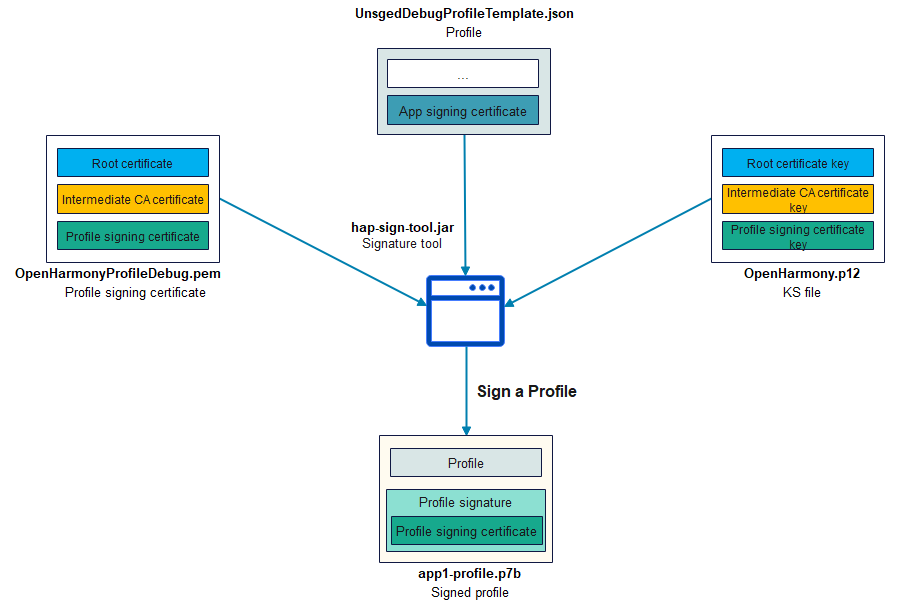 UnsgedDebugProfileTemplate.json
Profile
...
App signing certificate
Root certificate
Intermediate CA certificate
Profile signing certificate
OpenHarmonyProfileDebug.pem
Profile signing certificate
Root certificate key
Intermediate CA certificate
key
Profile signing certificate
key
OpenHarmony.p12
KS file
hap-sign-tool.jar
Signature tool
Sign a Profile
Profile
Profile signature
Profile signing certificate
app1-profile.p7b
Signed profile